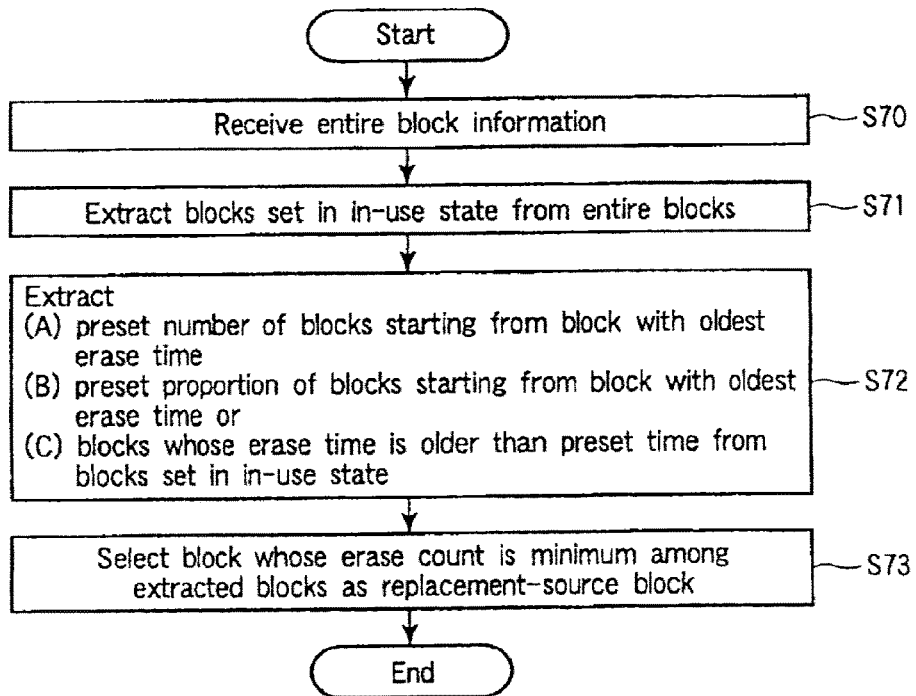 Start
Receive entire block information
S70
Extract blocks set in in-use state from entire blocks
S71
Extract
(A) preset number of blocks starting from block with oldest
erase time
(B) preset proportion of blocks starting from block with oldest
erase time or
(C) blocks whose erase time is older than preset time from
blocks set in in-use state
S72
Select block whose erase count is minimum among
extracted blocks as replacement-source block
S73
End